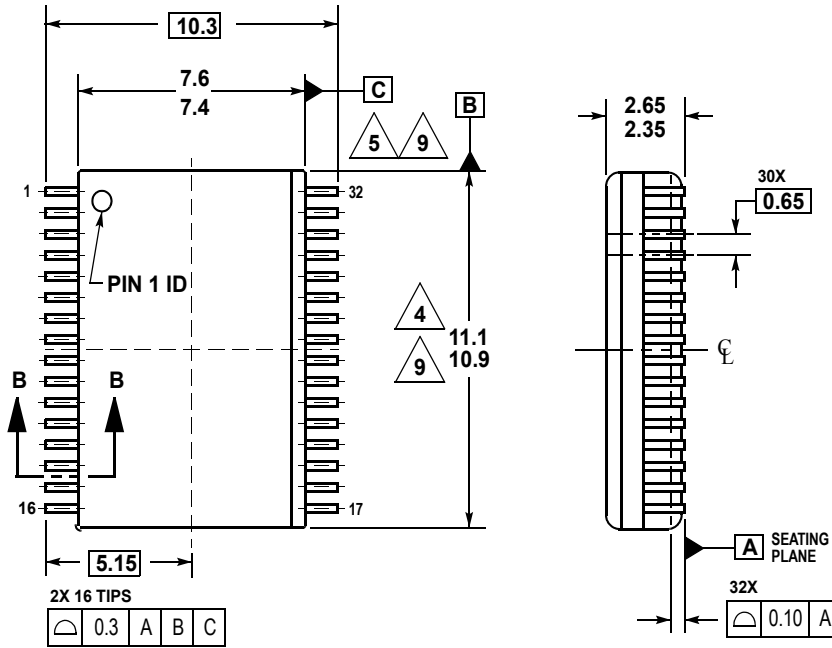 10.3
7.6
7.4
C
B
5
9
1
32
PIN 1 ID
4
9
11.1
10.9
B
B
16
17
5.15
2X 16 TIPS
0.3 A B C
2.65
2.35
30X
0.65
℄
A
SEATING
PLANE
32X
0.10 A